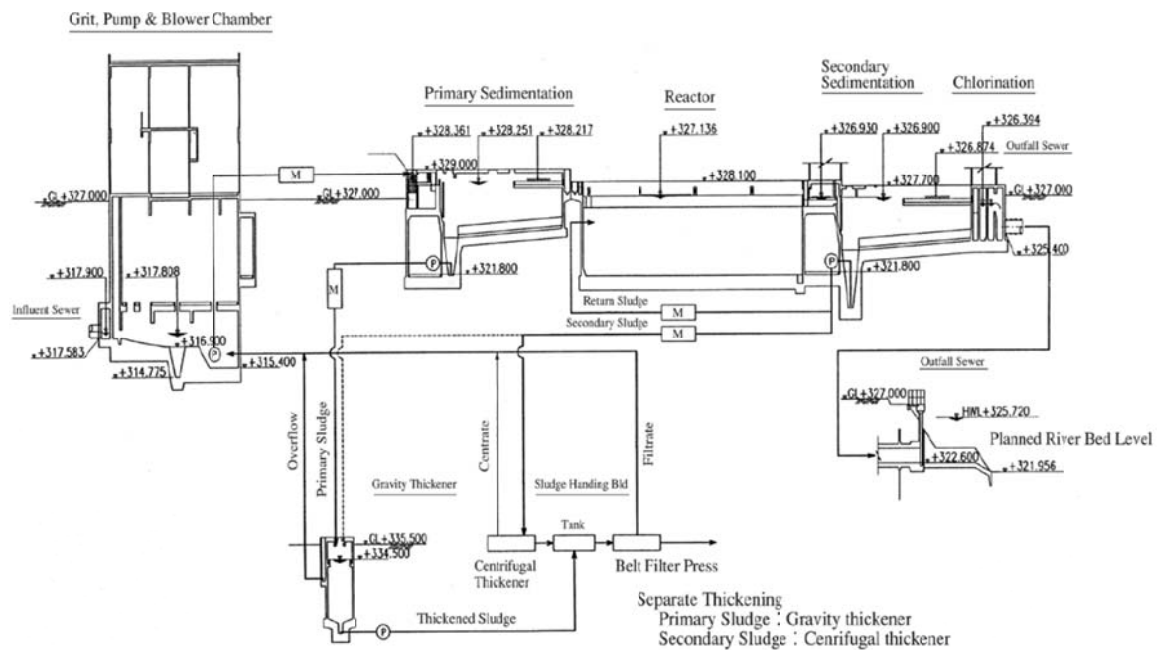 Grit, Pump & Blower Chamber
Primary Sedimentation
Reactor
Secondary
Sedimentation
Chlorination
+328.361
+328.251
+328.217
+327.136
+326.930
+326.900
+326.394
+326.874
Outfall Sewer
+329.000
+328.100
+327.700
M
GL+327.000
GL+327.000
GL+327.000
+325.400
+317.900
+317.808
P
+321.800
P
+321.800
M
Influent Sewer
Return Sludge
M
Secondary Sludge
M
+316.900
P
+317.583
+315.400
+314.775
Outfall Sewer
GL+327.000
HWL+325.720
Planned River Bed Level
+322.600
+321.956
Overflow
Primary Sludge
Centrate
Filtrate
Gravity Thickener
Sludge Handing Bld
GL+335.500
+334.500
Tank
Centrifugal
Thickener
Belt Filter Press
Thickened Sludge
P
Separate Thickening
Primary Sludge : Gravity thickener
Secondary Sludge : Cenrifugal thickener